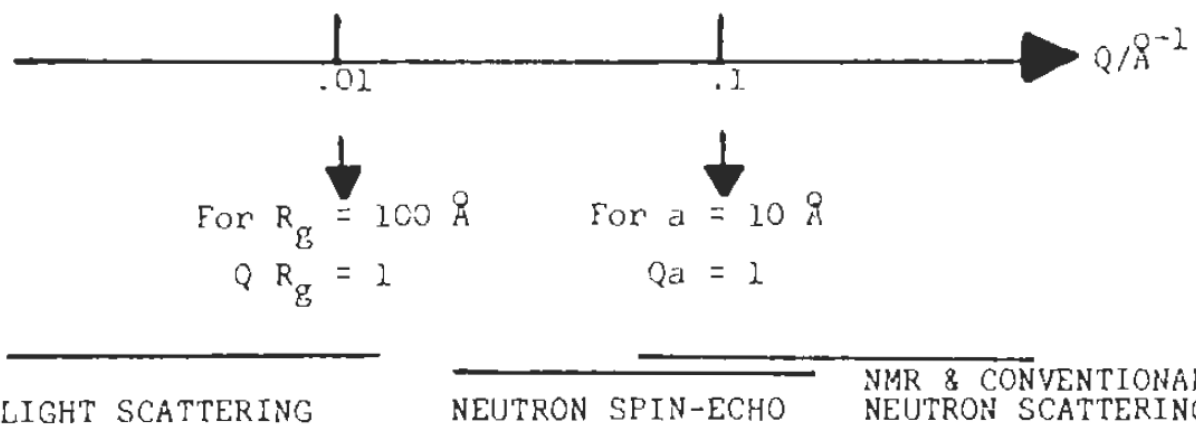 Q/Å⁻¹
.01 .1
For R_g = 100 Å For a = 10 Å
Q R_g = 1 Qa = 1
NMR & CONVENTIONAL
LIGHT SCATTERING NEUTRON SPIN-ECHO NEUTRON SCATTERING